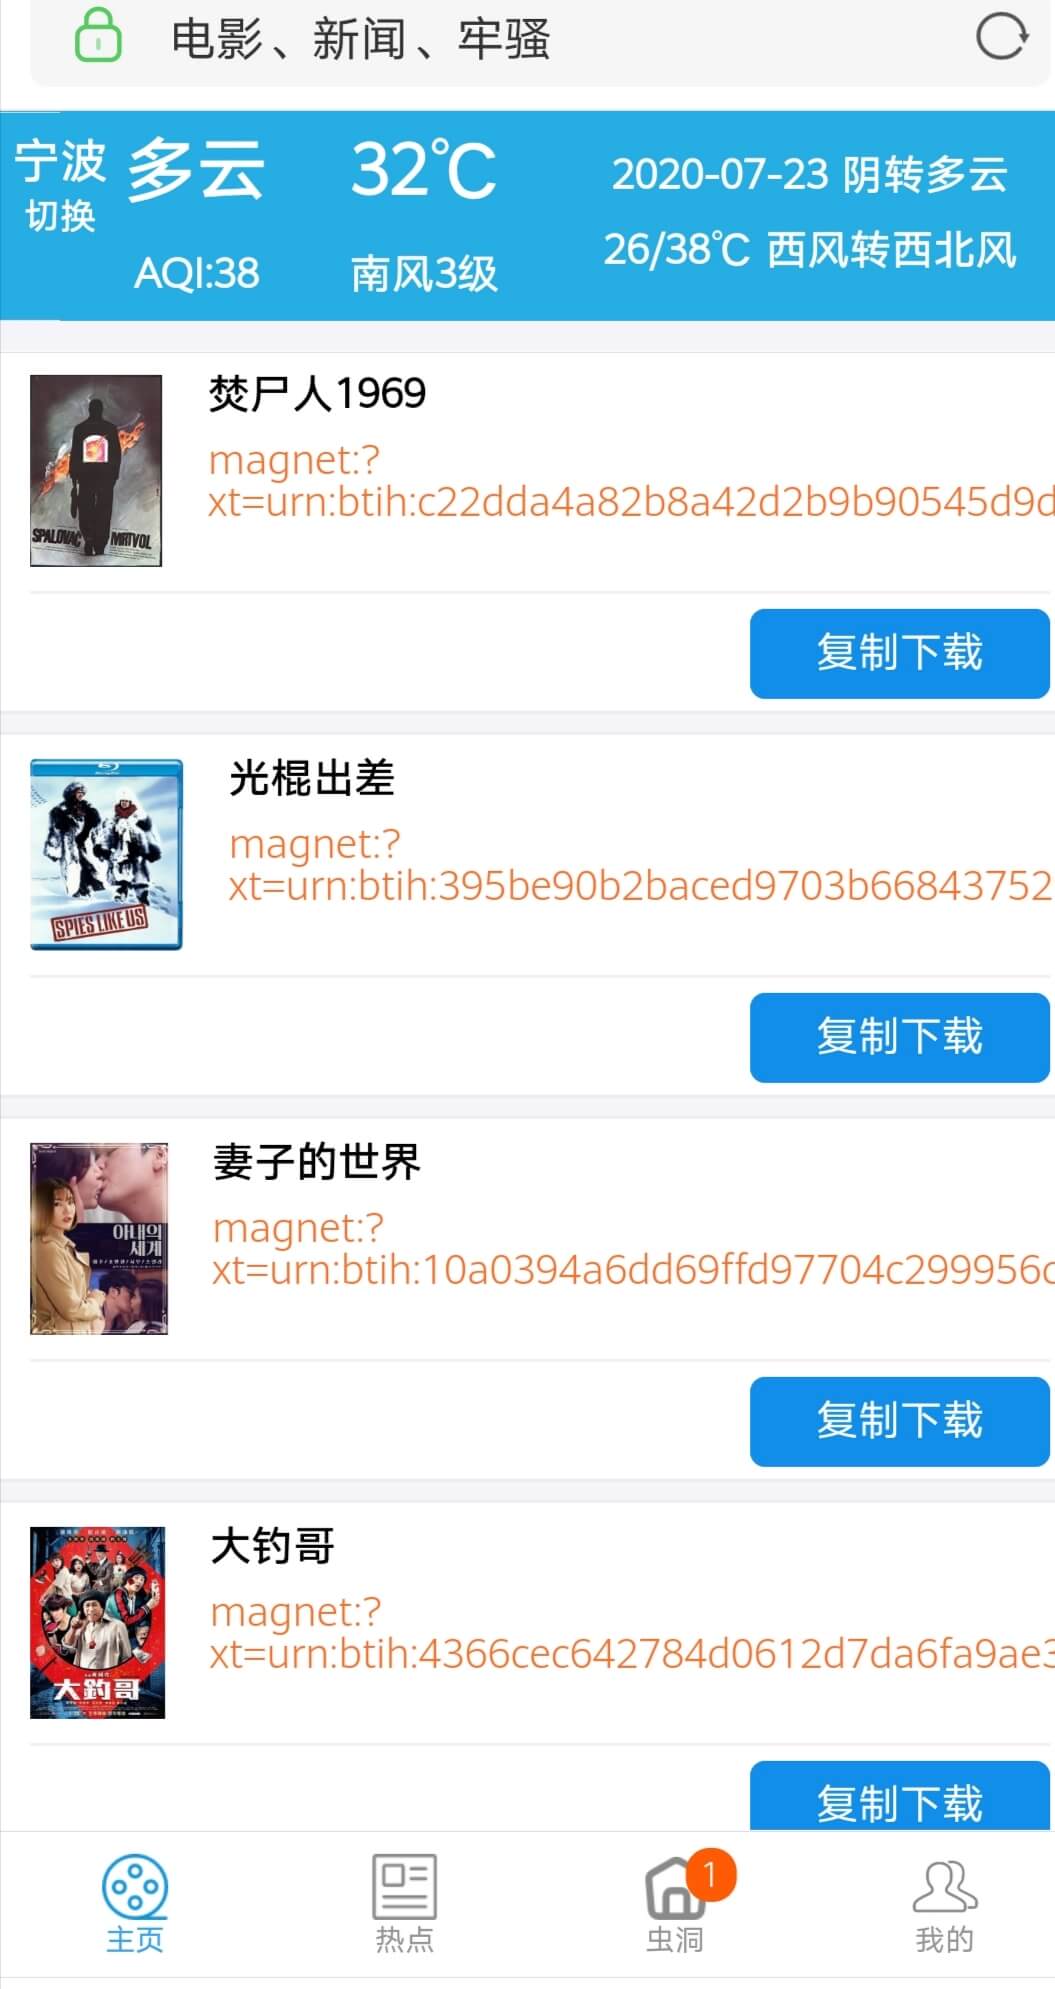 电影、新闻、牢骚
宁波
切换
多云
AQI:38
32℃
南风3级
2020-07-23 阴转多云
26/38℃ 西风转西北风
焚尸人1969
magnet:?
xt=urn:btih:c22dda4a82b8a42d2b9b90545d9d
SPALOVAČ MRTVOL
复制下载
光棍出差
magnet:?
xt=urn:btih:395be90b2baced9703b66843752
SPIES LIKE US
复制下载
妻子的世界
magnet:?
xt=urn:btih:10a0394a6dd69ffd97704c299956c
아내의
세계
复制下载
大钓哥
magnet:?
xt=urn:btih:4366cec642784d0612d7da6fa9ae3
大釣哥
复制下载
主页
热点
1
虫洞
我的